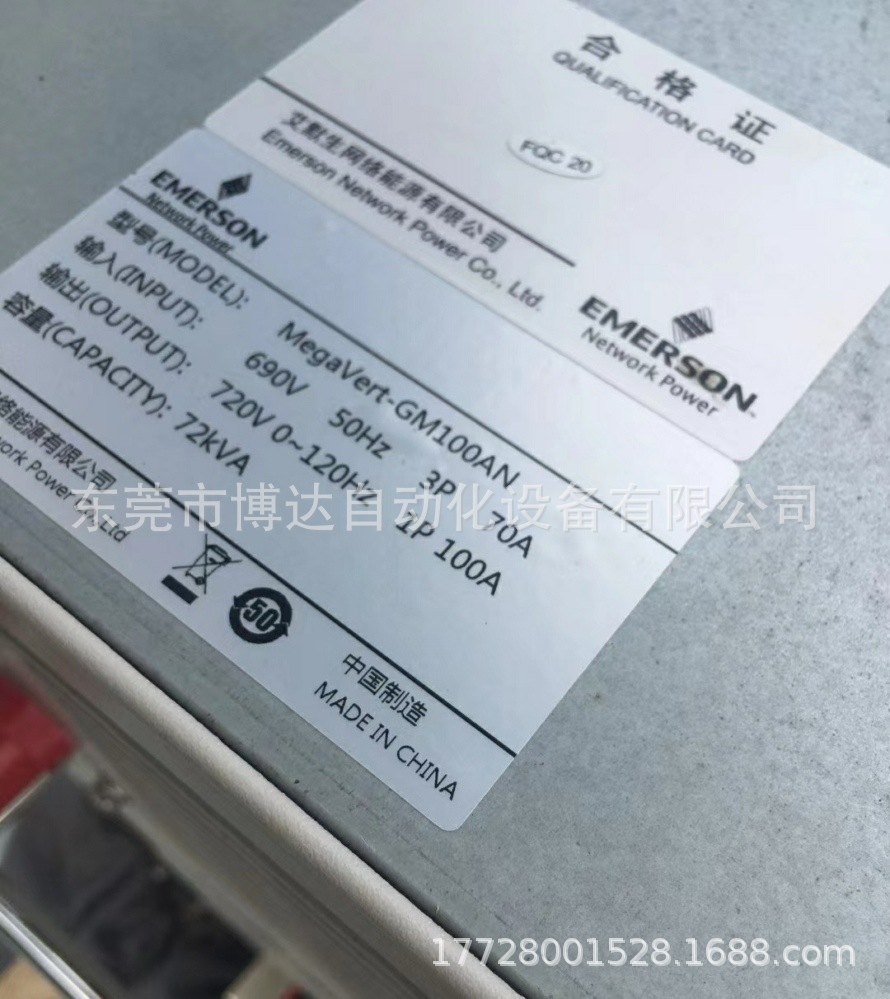 合格证
QUALIFICATION CARD
FQC 20
艾默生网络能源有限公司
Emerson Network Power Co., Ltd.
EMERSON
Network Power
EMERSON
Network Power
型号(MODEL): MegaVert-GM100AN
输入(INPUT): 690V 50Hz 3P 70A
输出(OUTPUT): 720V 0~120Hz 1P 100A
容量(CAPACITY): 72kVA
能源有限公司
Power
Ltd
50
中国制造
MADE IN CHINA
东莞市博达自动化设备有限公司
17728001528.1688.com